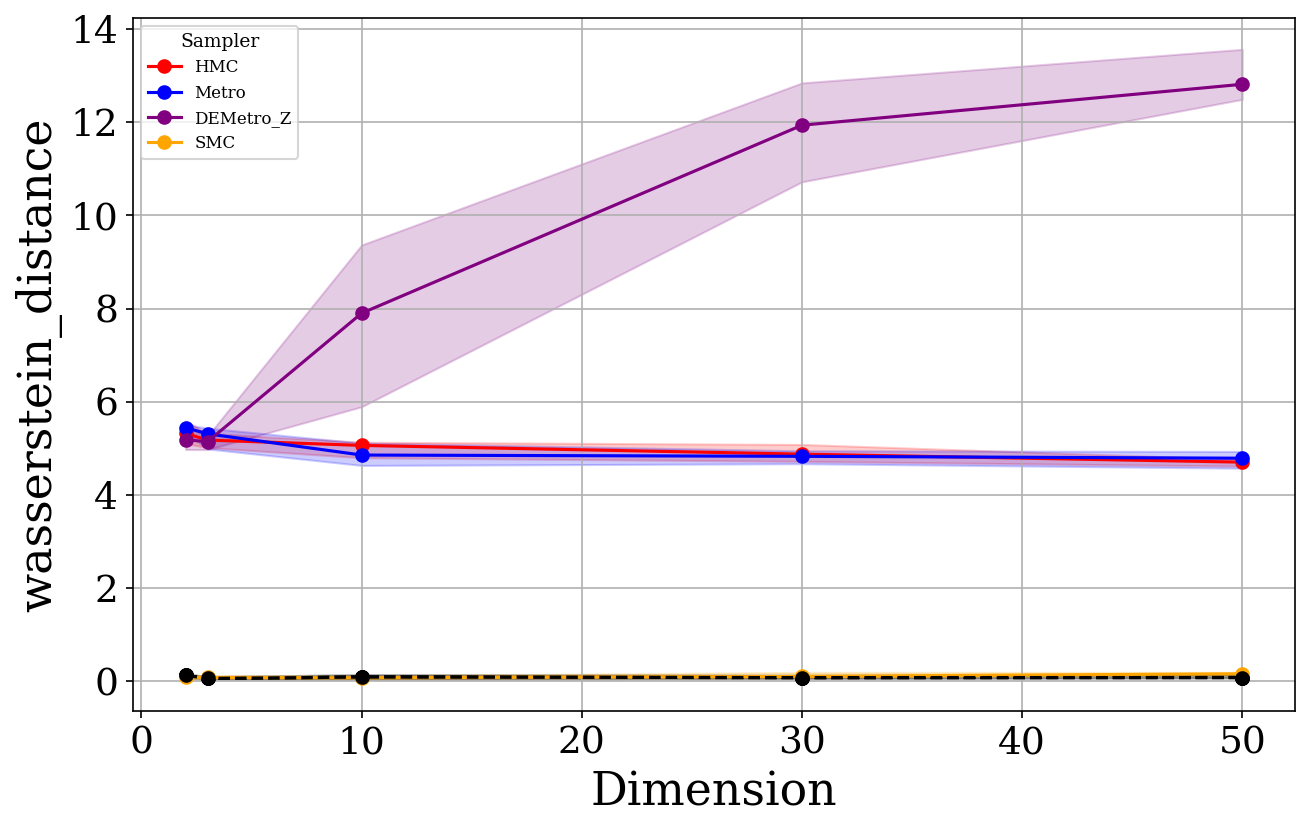 14
12
10
8
6
4
2
0
wasserstein_distance
Sampler
HMC
Metro
DEMetro_Z
SMC
0 10 20 30 40 50
Dimension